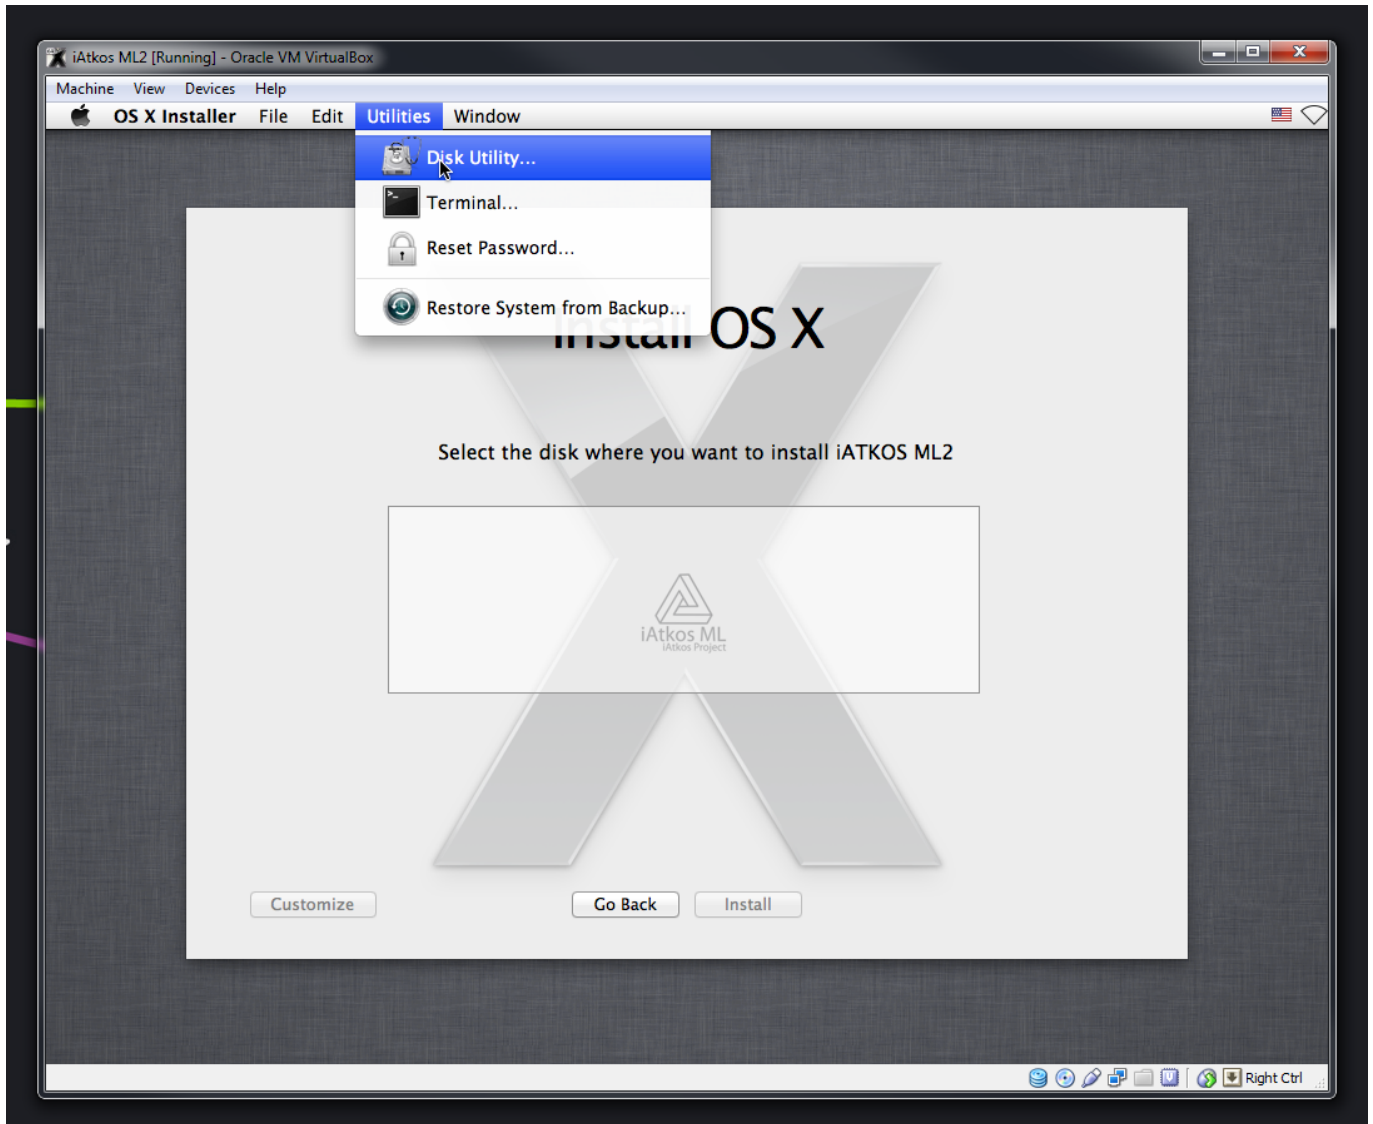 iAtkos ML2 [Running] - Oracle VM VirtualBox
Machine View Devices Help
OS X Installer File Edit Utilities Window
Disk Utility...
Terminal...
Reset Password...
Restore System from Backup...
Install OS X
Select the disk where you want to install iATKOS ML2
iAtkos ML
iAtkos Project
Customize Go Back Install
Right Ctrl